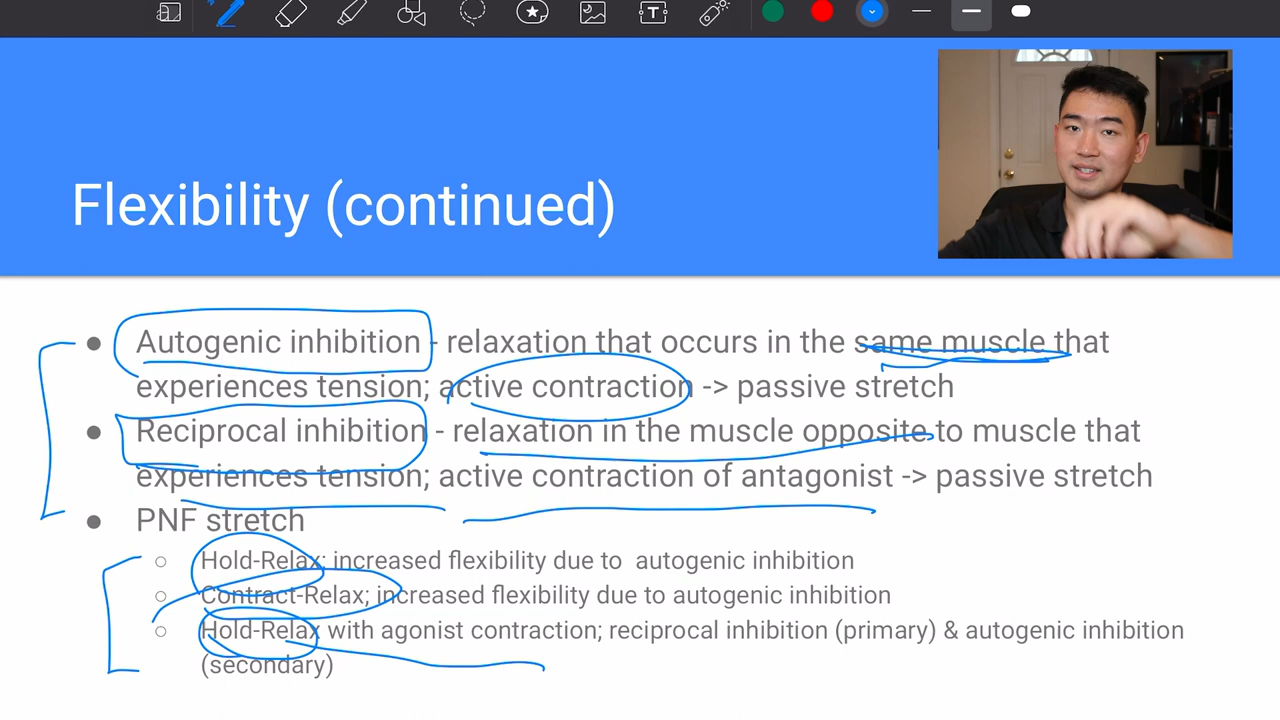 Flexibility (continued)
● Autogenic inhibition - relaxation that occurs in the same muscle that
experiences tension; active contraction -> passive stretch
● Reciprocal inhibition - relaxation in the muscle opposite to muscle that
experiences tension; active contraction of antagonist -> passive stretch
● PNF stretch
○ Hold-Relax; increased flexibility due to autogenic inhibition
○ Contract-Relax; increased flexibility due to autogenic inhibition
○ Hold-Relax with agonist contraction; reciprocal inhibition (primary) & autogenic inhibition
(secondary)